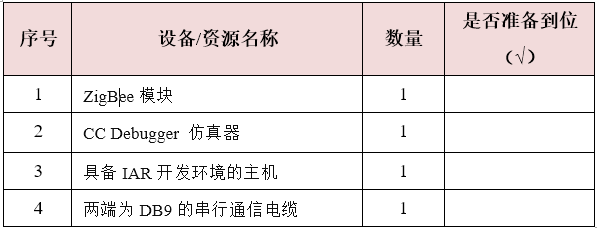 序号 设备/资源名称 数量 是否准备到位
（√）
1 ZigBee 模块 1
2 CC Debugger 仿真器 1
3 具备 IAR 开发环境的主机 1
4 两端为 DB9 的串行通信电缆 1